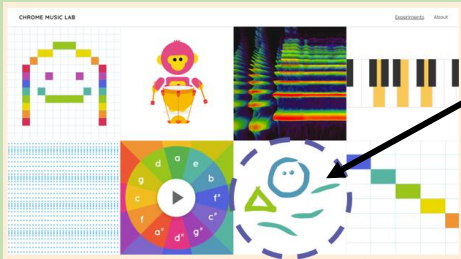 CHROME MUSIC LAB
Experiments About
d a e
g b
c f°
f c°
a° d° g°